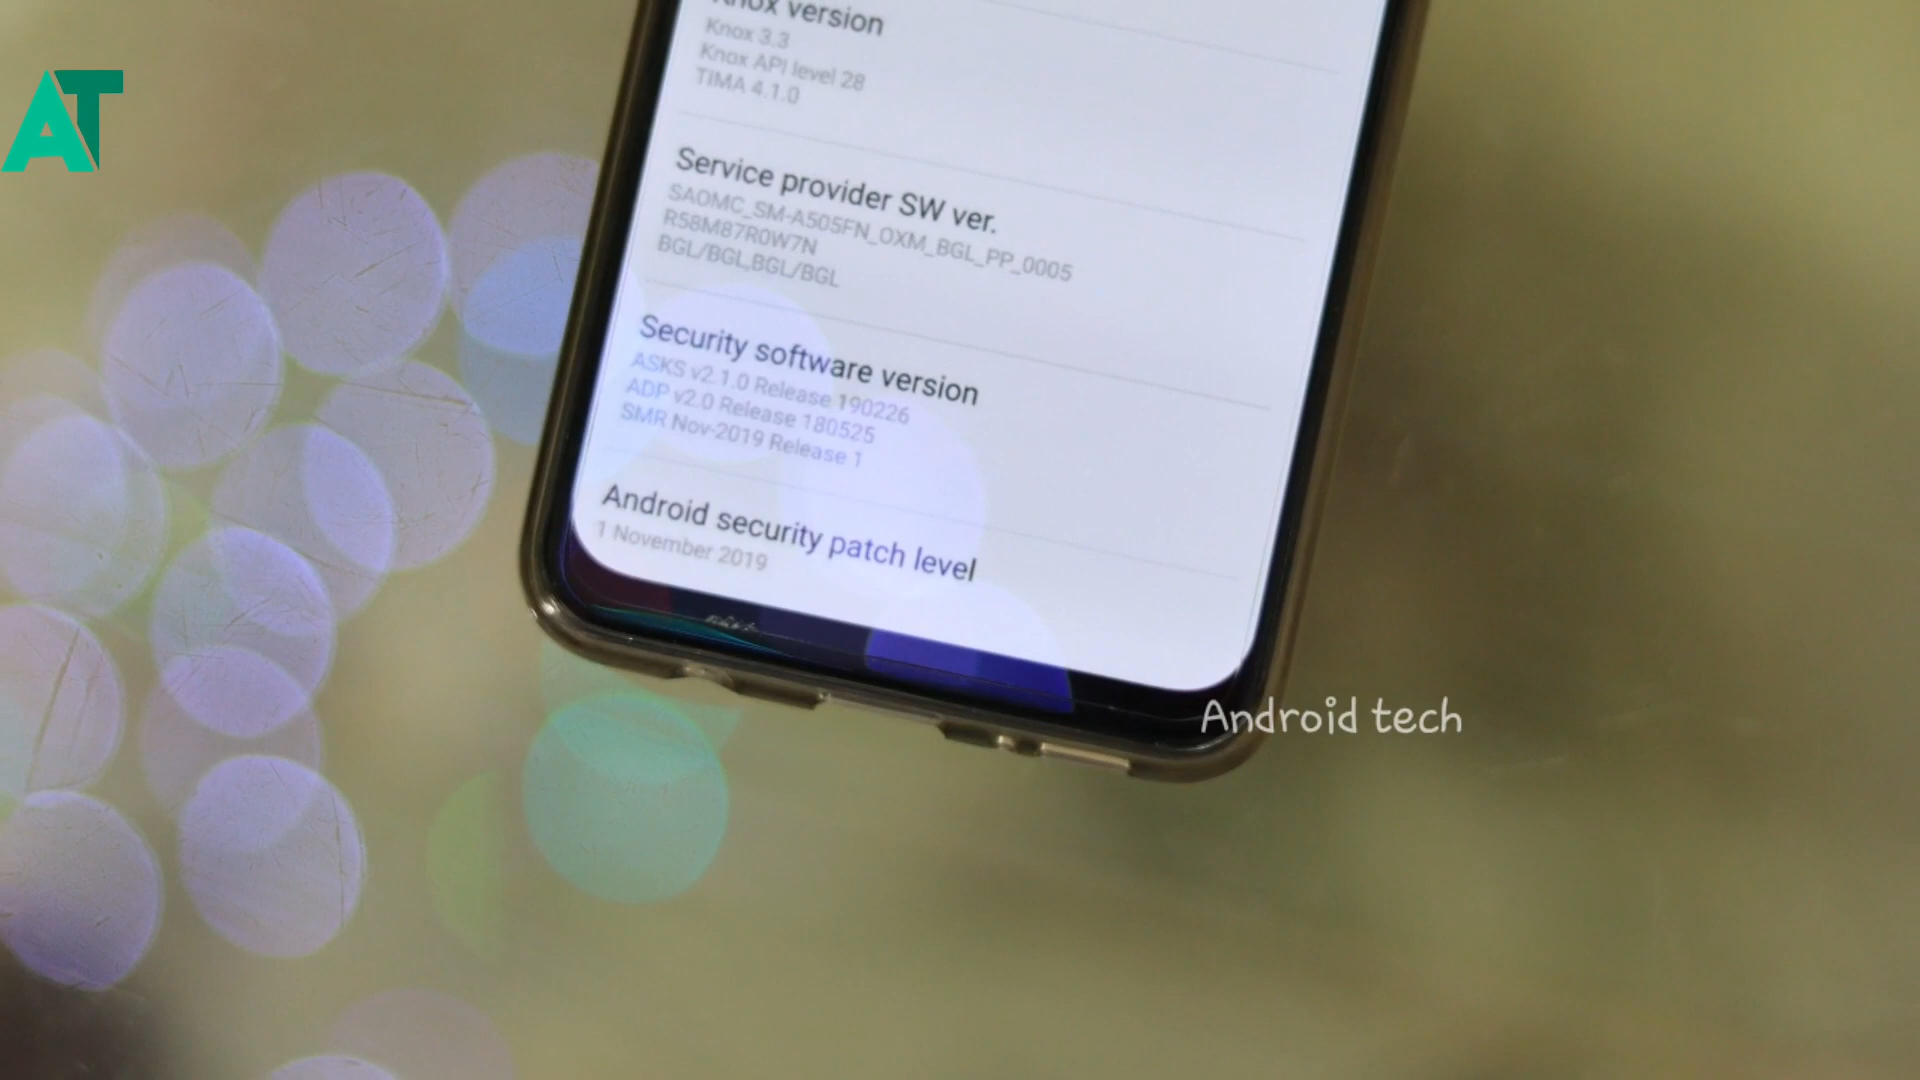 AT
Knox version
Knox 3.3
Knox API level 28
TIMA 4.1.0
Service provider SW ver.
SAOMC_SM-A505FN_OXM_BGL_PP_0005
R58M87R0W7N
BGL/BGL,BGL/BGL
Security software version
ASKS v2.1.0 Release 190226
ADP v2.0 Release 180525
SMR Nov-2019 Release 1
Android security patch level
1 November 2019
Android tech